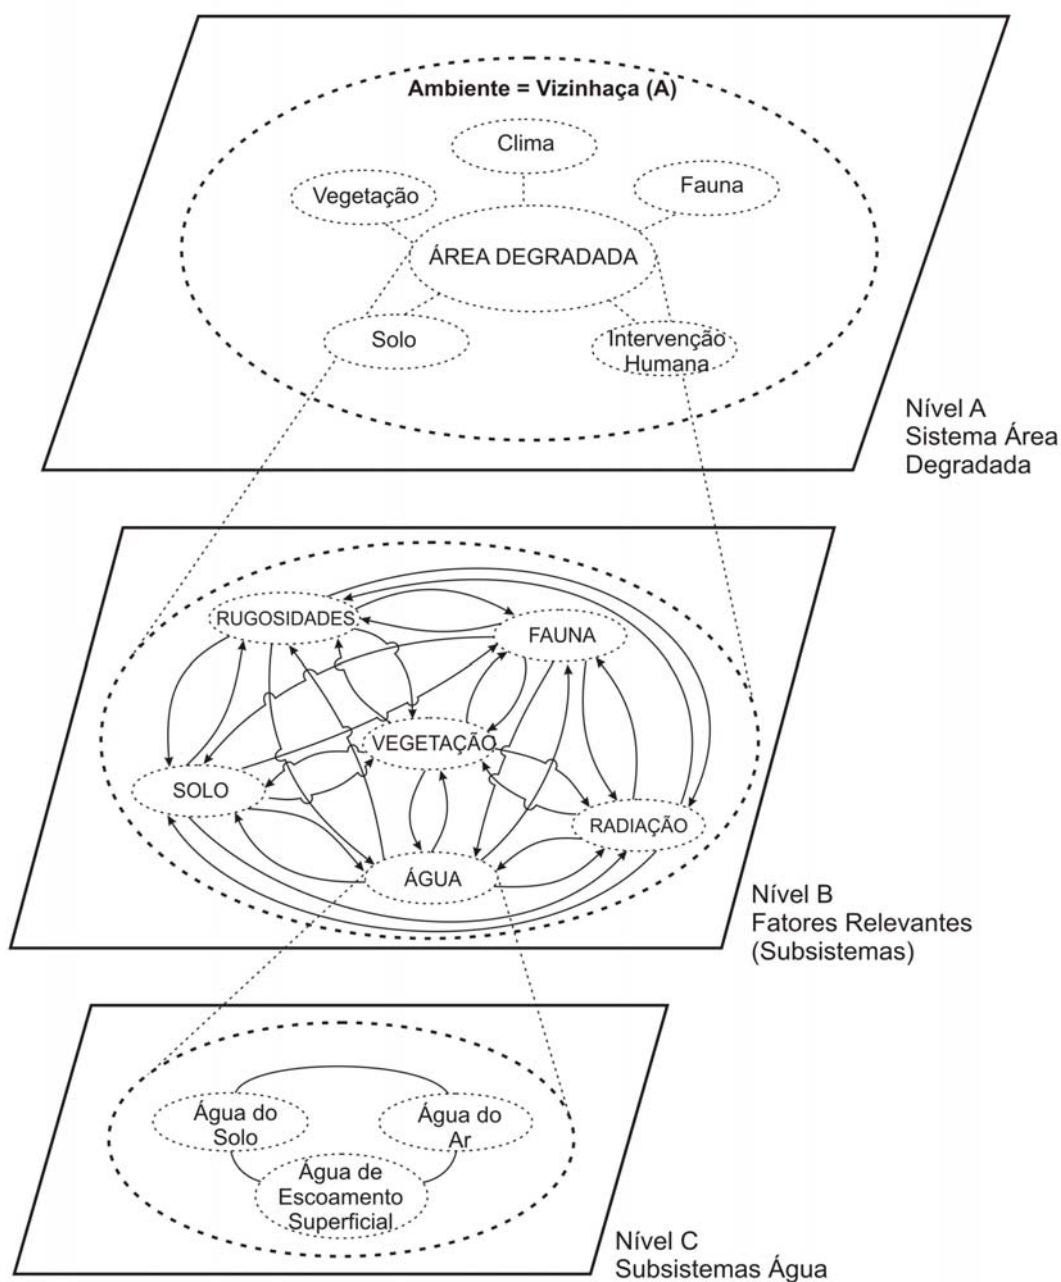 Ambiente = Vizinhaça (A)
Clima
Vegetação
Fauna
ÁREA DEGRADADA
Solo
Intervenção
Humana
Nível A
Sistema Área
Degradada
RUGOSIDADES
FAUNA
VEGETAÇÃO
SOLO
RADIAÇÃO
ÁGUA
Nível B
Fatores Relevantes
(Subsistemas)
Água do
Solo
Água do
Ar
Água de
Escoamento
Superficial
Nível C
Subsistemas Água